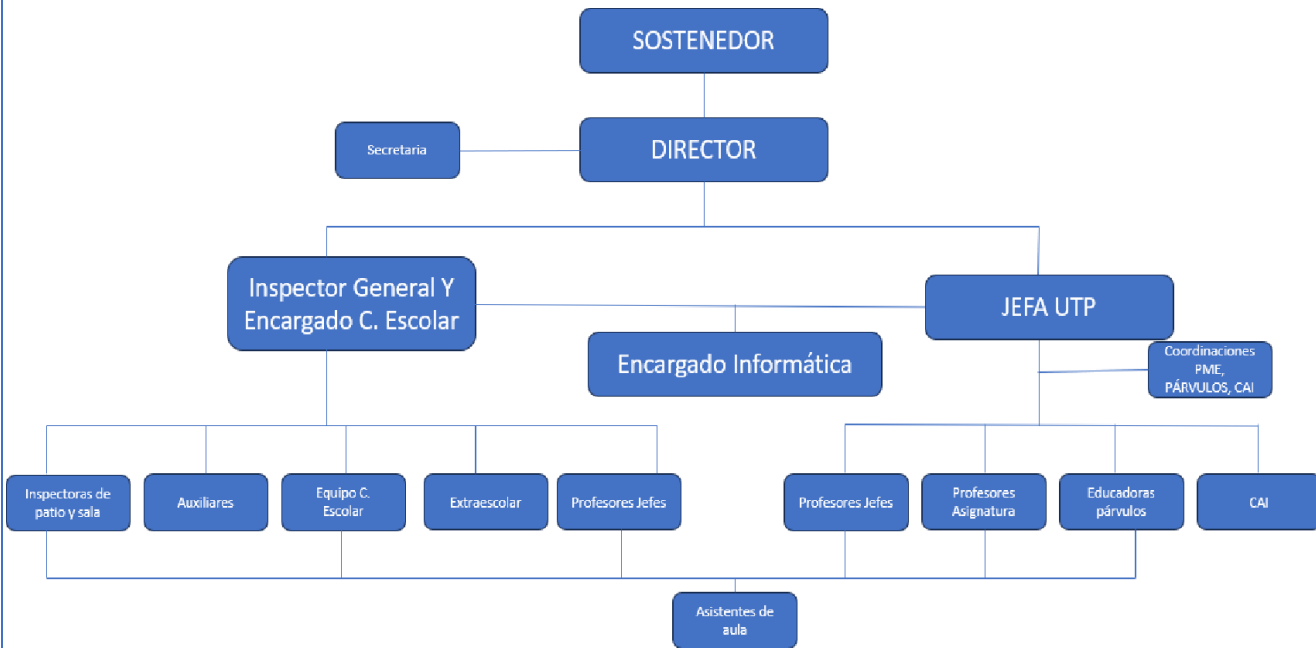 SOSTENEDOR
Secretaria
DIRECTOR
Inspector General Y
Encargado C. Escolar
JEFA UTP
Encargado Informática
Coordinaciones
PME,
PÁRVULOS, CAI
Inspectoras de
patio y sala
Auxiliares
Equipo C.
Escolar
Extraescolar
Profesores Jefes
Profesores Jefes
Profesores
Asignatura
Educadoras
párvulos
CAI
Asistentes de
aula